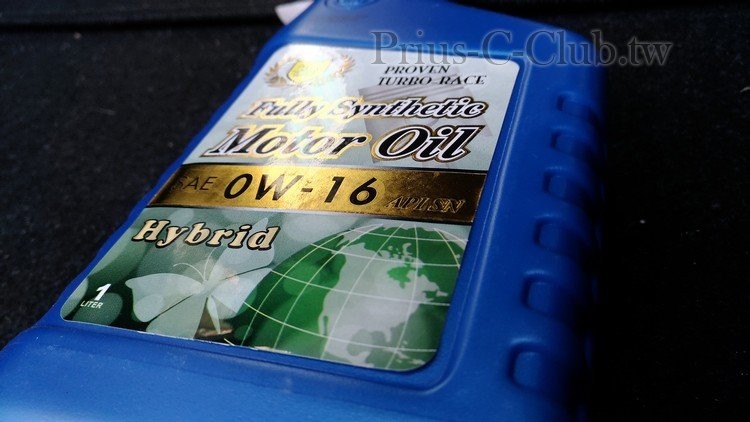 Prius C-Club.tw
PROVEN
TURBO RACE
Fully Synthetic
Motor Oil
SAE 0W-16 API SN
Hybrid
1
LITER